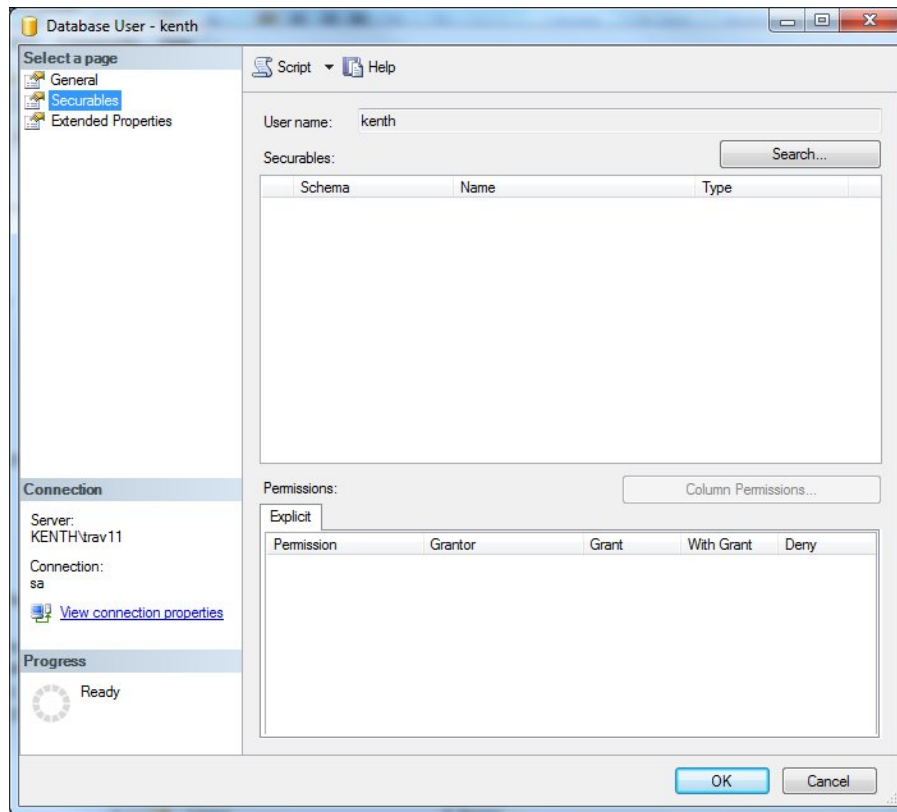 Database User - kenth
Select a page
General
Securables
Extended Properties
Script
Help
User name: kenth
Securables:
Search...
Schema Name Type
Connection
Server:
KENTH\trav11
Connection:
sa
View connection properties
Progress
Ready
Permissions:
Column Permissions...
Explicit
Permission Grantor Grant With Grant Deny
OK
Cancel